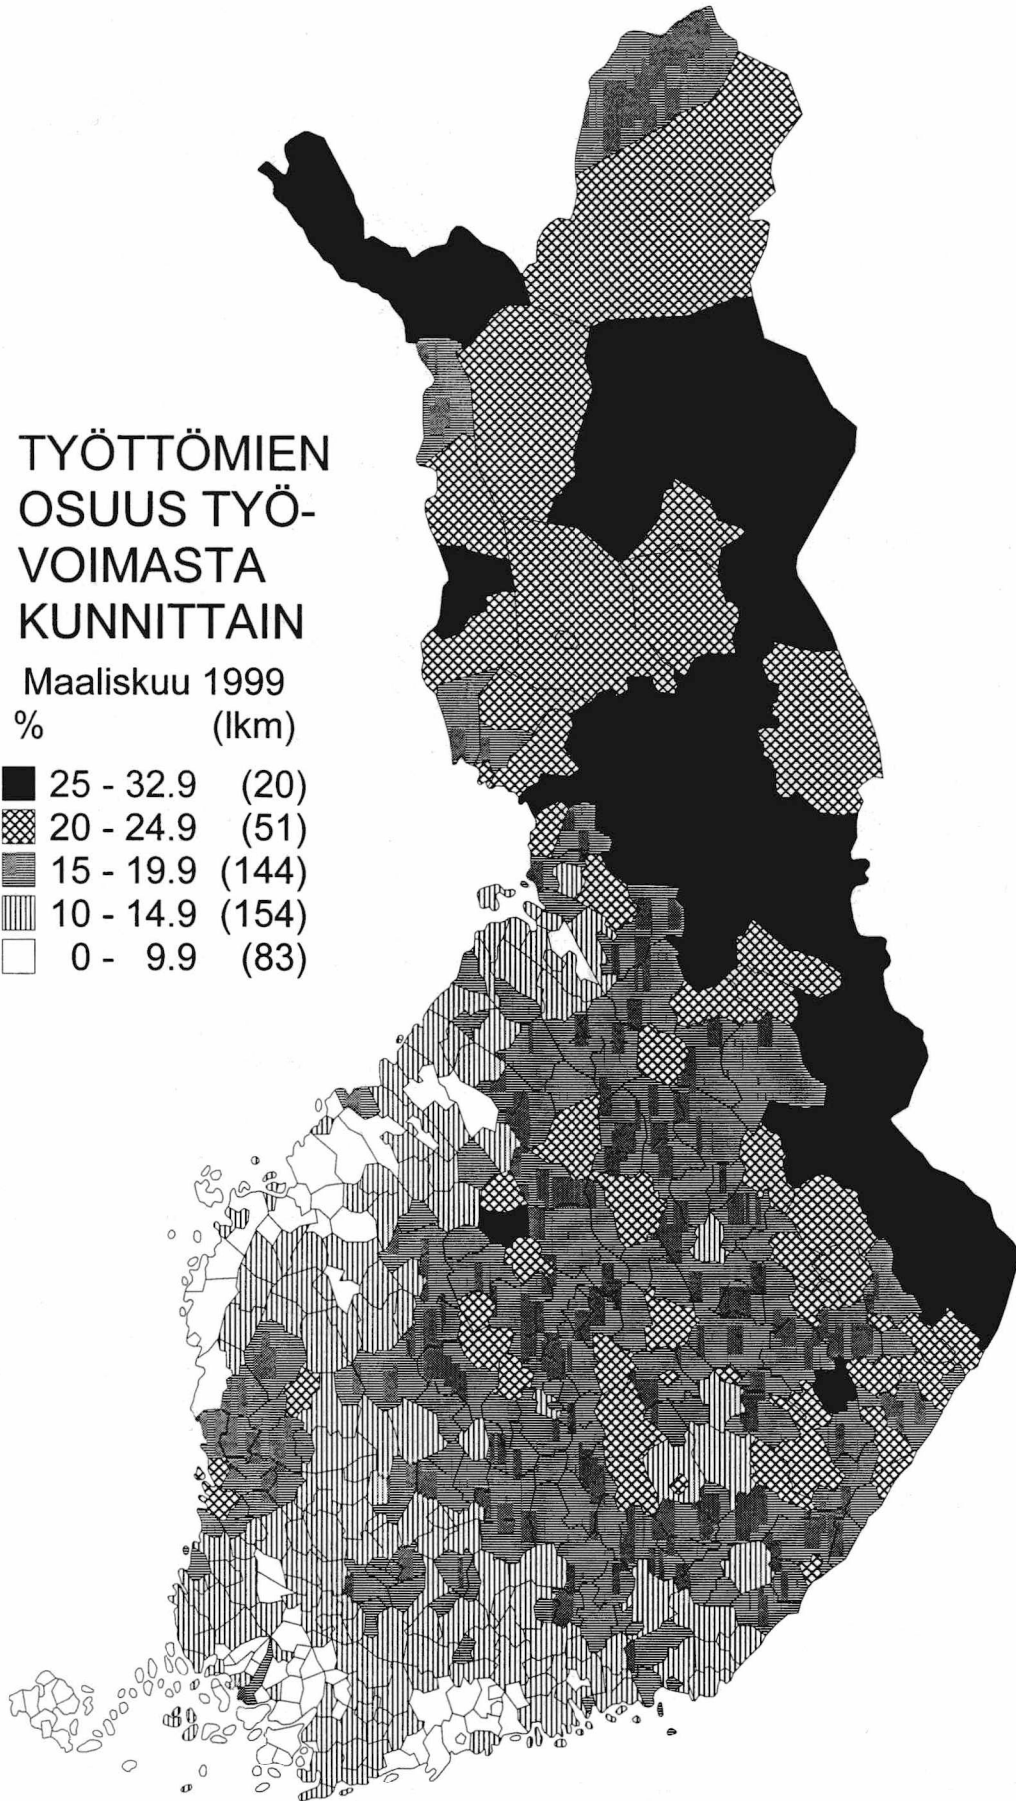 TYÖTTÖMIEN
OSUUS TYÖ-
VOIMASTA
KUNNITTAIN
Maaliskuu 1999
% (lkm)
25 - 32.9 (20)
20 - 24.9 (51)
15 - 19.9 (144)
10 - 14.9 (154)
0 - 9.9 (83)